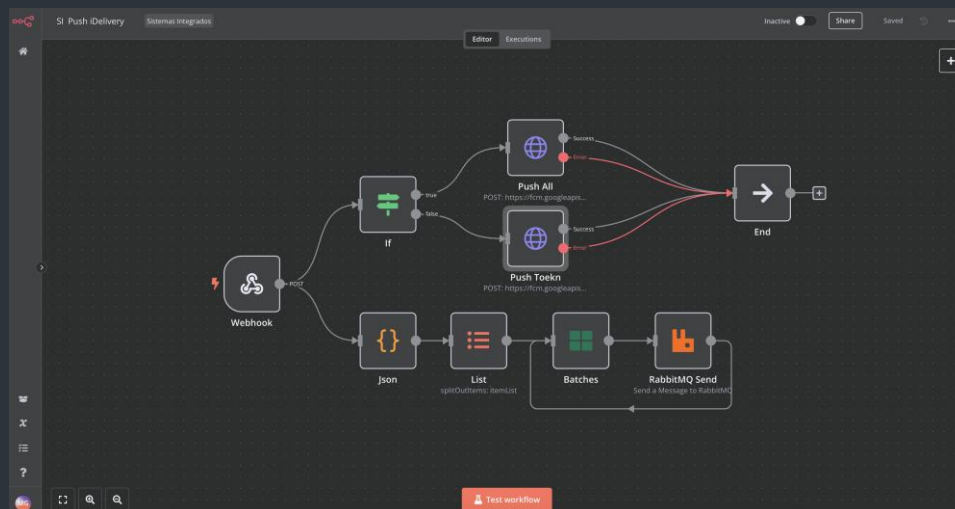 SI Push iDelivery
Sistemas Integrados
Inactive
Share
Saved
Editor
Executions
Success
Error
Push All
POST: https://fcm.googleapis...
true
false
If
Success
Error
Push Toekn
POST: https://fcm.googleapis...
End
POST
Webhook
Json
List
splitOutItems: itemList
Batches
RabbitMQ Send
Send a Message to RabbitMQ
Test workflow